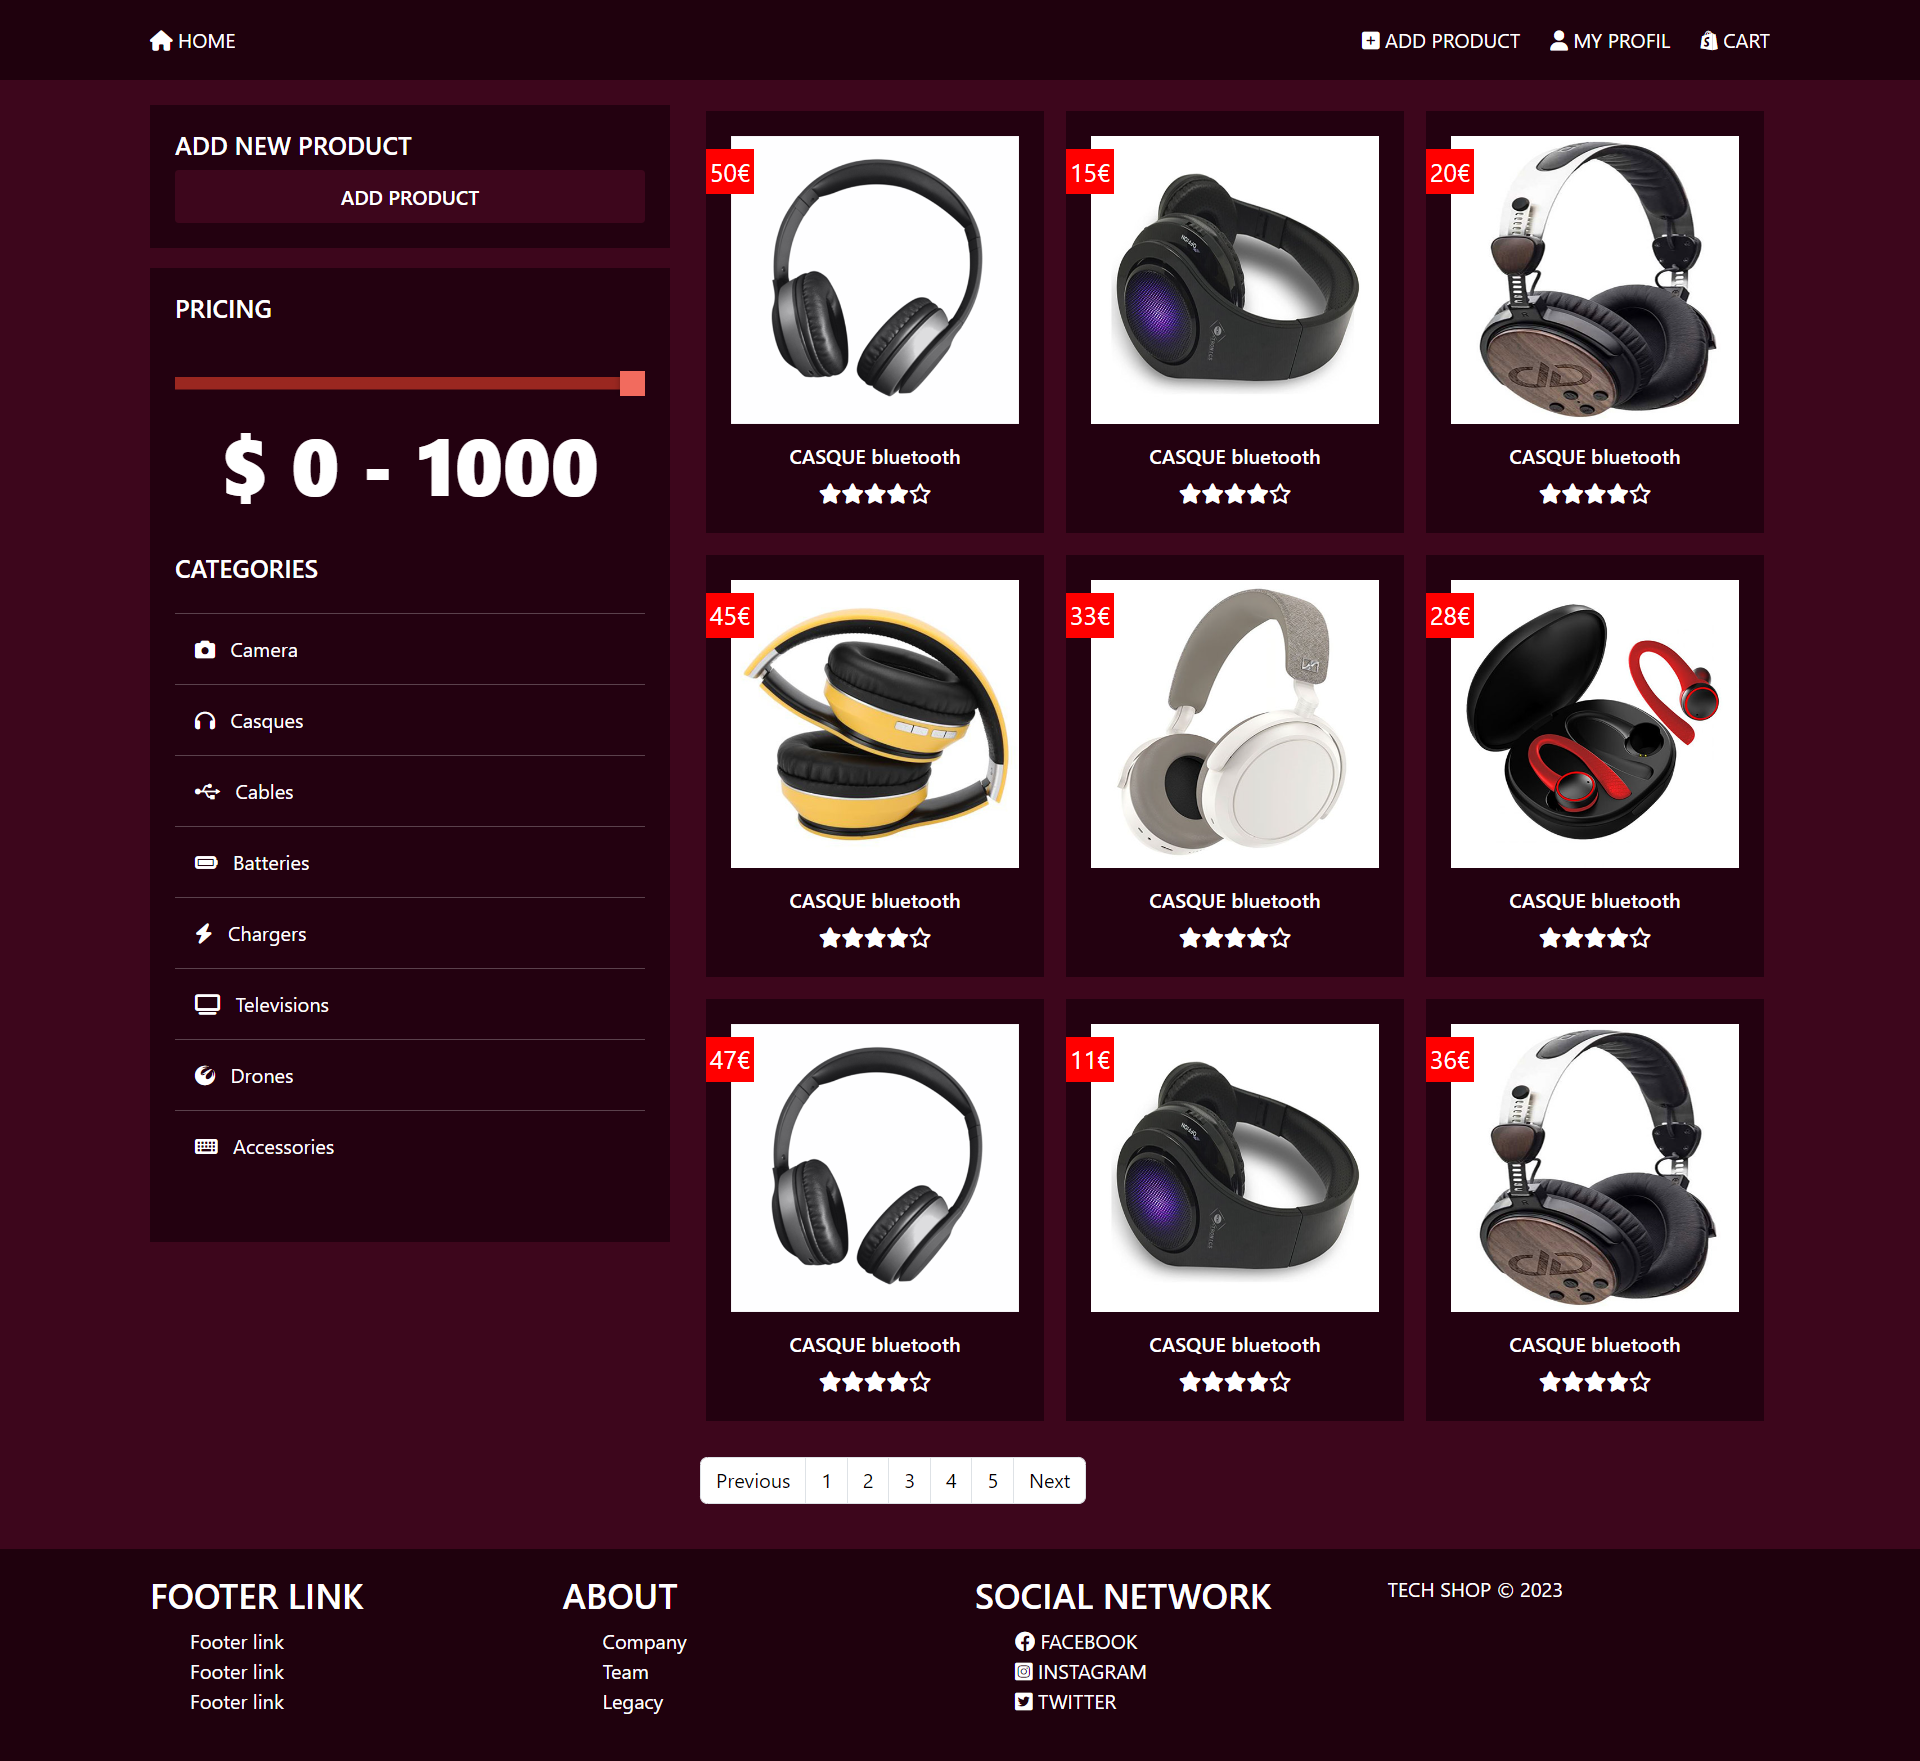 HOME
ADD PRODUCT
MY PROFIL
CART
ADD NEW PRODUCT
ADD PRODUCT
PRICING
$ 0 - 1000
CATEGORIES
Camera
Casques
Cables
Batteries
Chargers
Televisions
Drones
Accessories
50€
CASQUE bluetooth
15€
CASQUE bluetooth
20€
CASQUE bluetooth
45€
CASQUE bluetooth
33€
CASQUE bluetooth
28€
CASQUE bluetooth
47€
CASQUE bluetooth
11€
CASQUE bluetooth
36€
CASQUE bluetooth
Previous 1 2 3 4 5 Next
FOOTER LINK
Footer link
Footer link
Footer link
ABOUT
Company
Team
Legacy
SOCIAL NETWORK
FACEBOOK
INSTAGRAM
TWITTER
TECH SHOP © 2023